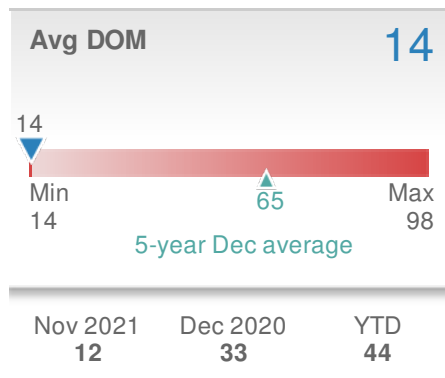 Avg DOM 14
14
Min 65 Max
14 98
5-year Dec average
Nov 2021 Dec 2020 YTD
12 33 44